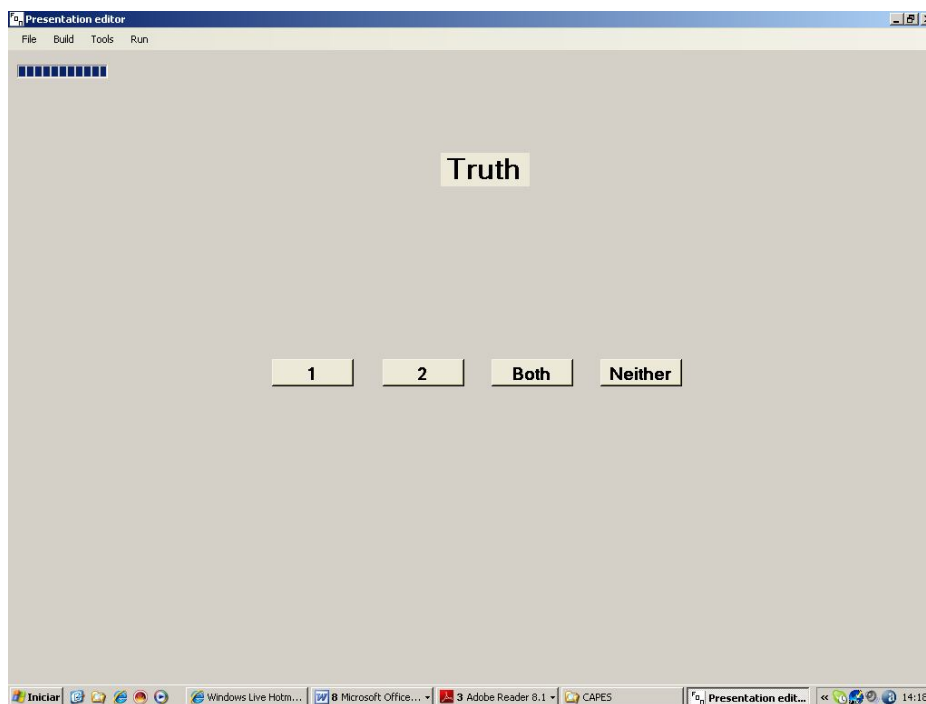 Presentation editor
File Build Tools Run
Truth
1 2 Both Neither
Iniciar Windows Live Hotm... 8 Microsoft Office... 3 Adobe Reader 8.1 CAPES Presentation edit... « 14:18